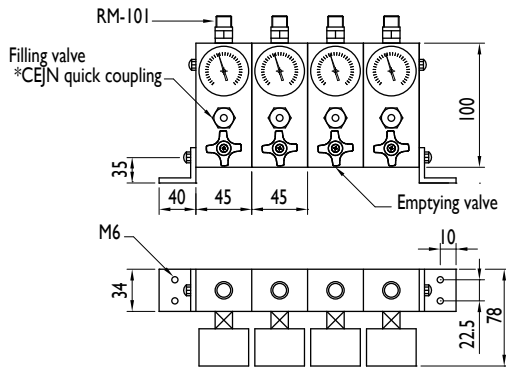 RM-101
Filling valve
*CEJN quick coupling
100
35
40
45
45
Emptying valve
M6
10
34
22.5
78